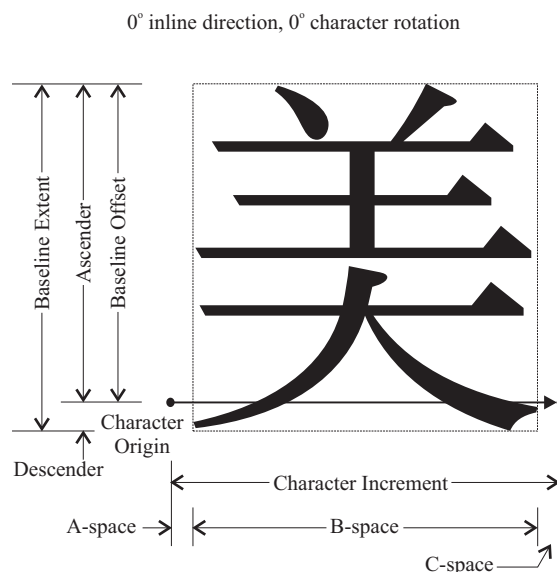 0° inline direction, 0° character rotation
Baseline Extent
Ascender
Baseline Offset
美
Character
Origin
Descender
Character Increment
A-space
B-space
C-space